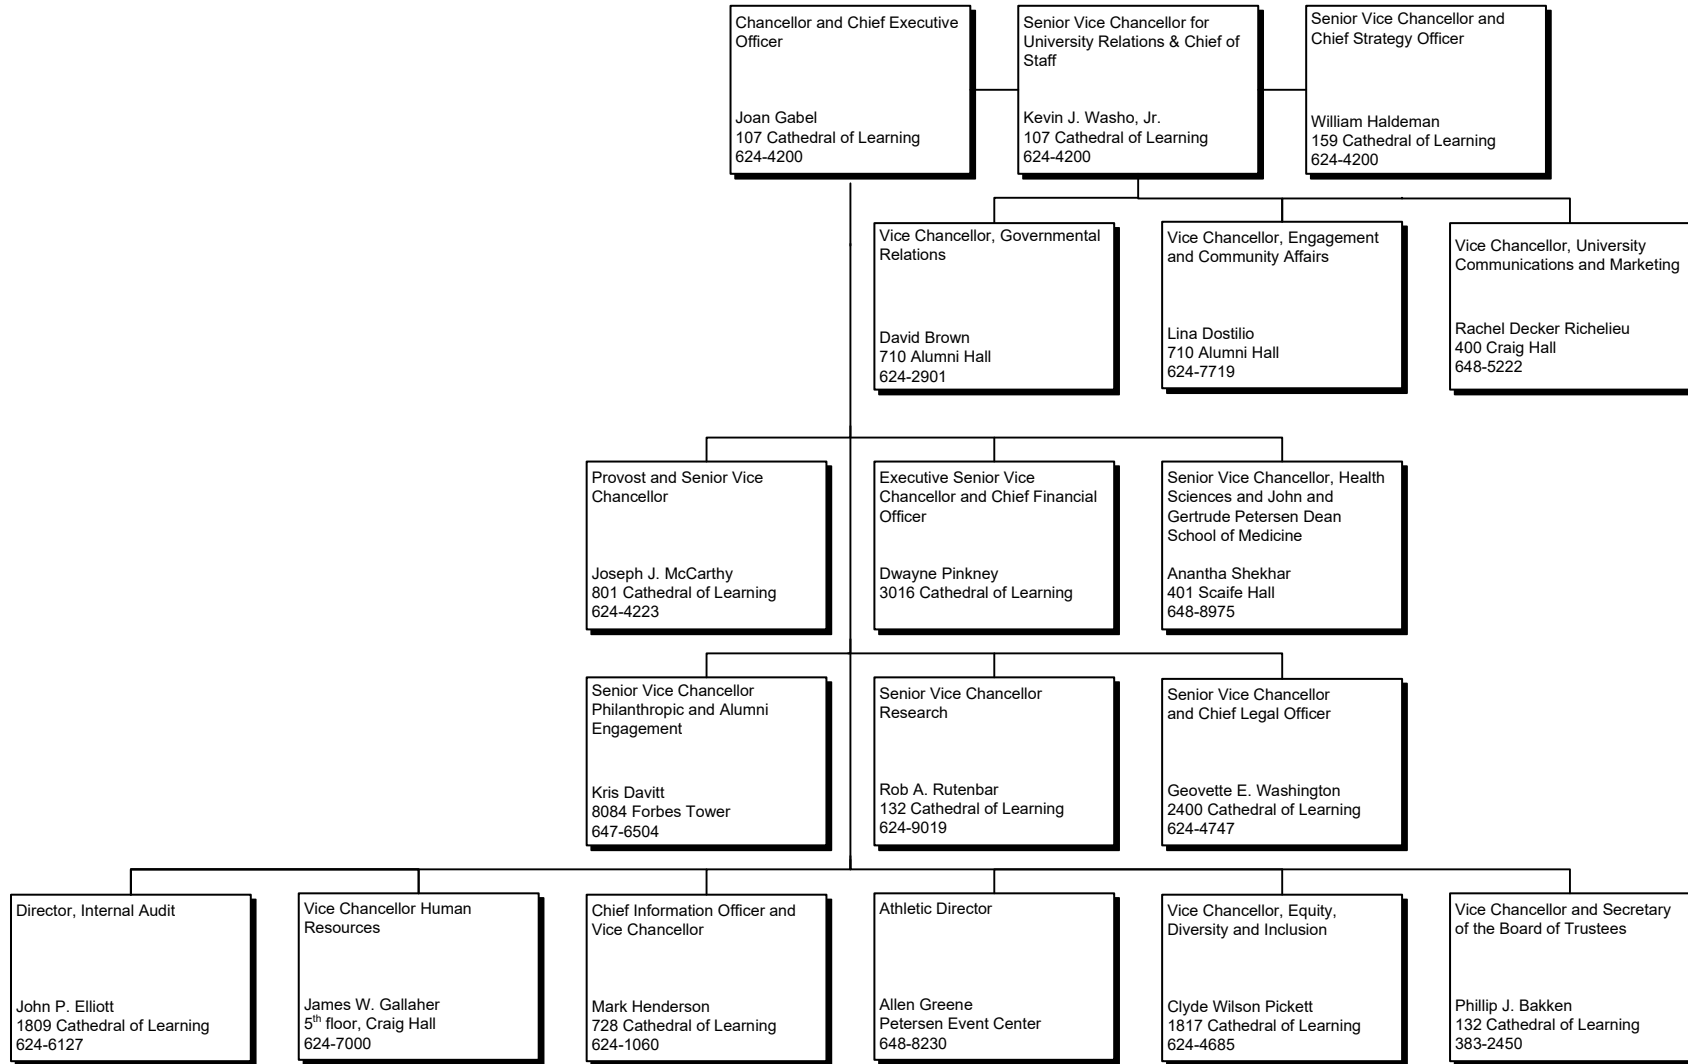 Chancellor and Chief Executive
Officer
Joan Gabel
107 Cathedral of Learning
624-4200
Senior Vice Chancellor for
University Relations & Chief of
Staff
Kevin J. Washo, Jr.
107 Cathedral of Learning
624-4200
Senior Vice Chancellor and
Chief Strategy Officer
William Haldeman
159 Cathedral of Learning
624-4200
Vice Chancellor, Governmental
Relations
David Brown
710 Alumni Hall
624-2901
Vice Chancellor, Engagement
and Community Affairs
Lina Dostilio
710 Alumni Hall
624-7719
Vice Chancellor, University
Communications and Marketing
Rachel Decker Richelieu
400 Craig Hall
648-5222
Provost and Senior Vice
Chancellor
Joseph J. McCarthy
801 Cathedral of Learning
624-4223
Executive Senior Vice
Chancellor and Chief Financial
Officer
Dwayne Pinkney
3016 Cathedral of Learning
Senior Vice Chancellor, Health
Sciences and John and
Gertrude Petersen Dean
School of Medicine
Anantha Shekhar
401 Scaife Hall
648-8975
Senior Vice Chancellor
Philanthropic and Alumni
Engagement
Kris Davitt
8084 Forbes Tower
647-6504
Senior Vice Chancellor
Research
Rob A. Rutenbar
132 Cathedral of Learning
624-9019
Senior Vice Chancellor
and Chief Legal Officer
Geovette E. Washington
2400 Cathedral of Learning
624-4747
Director, Internal Audit
John P. Elliott
1809 Cathedral of Learning
624-6127
Vice Chancellor Human
Resources
James W. Gallaher
5th floor, Craig Hall
624-7000
Chief Information Officer and
Vice Chancellor
Mark Henderson
728 Cathedral of Learning
624-1060
Athletic Director
Allen Greene
Petersen Event Center
648-8230
Vice Chancellor, Equity,
Diversity and Inclusion
Clyde Wilson Pickett
1817 Cathedral of Learning
624-4685
Vice Chancellor and Secretary
of the Board of Trustees
Phillip J. Bakken
132 Cathedral of Learning
383-2450